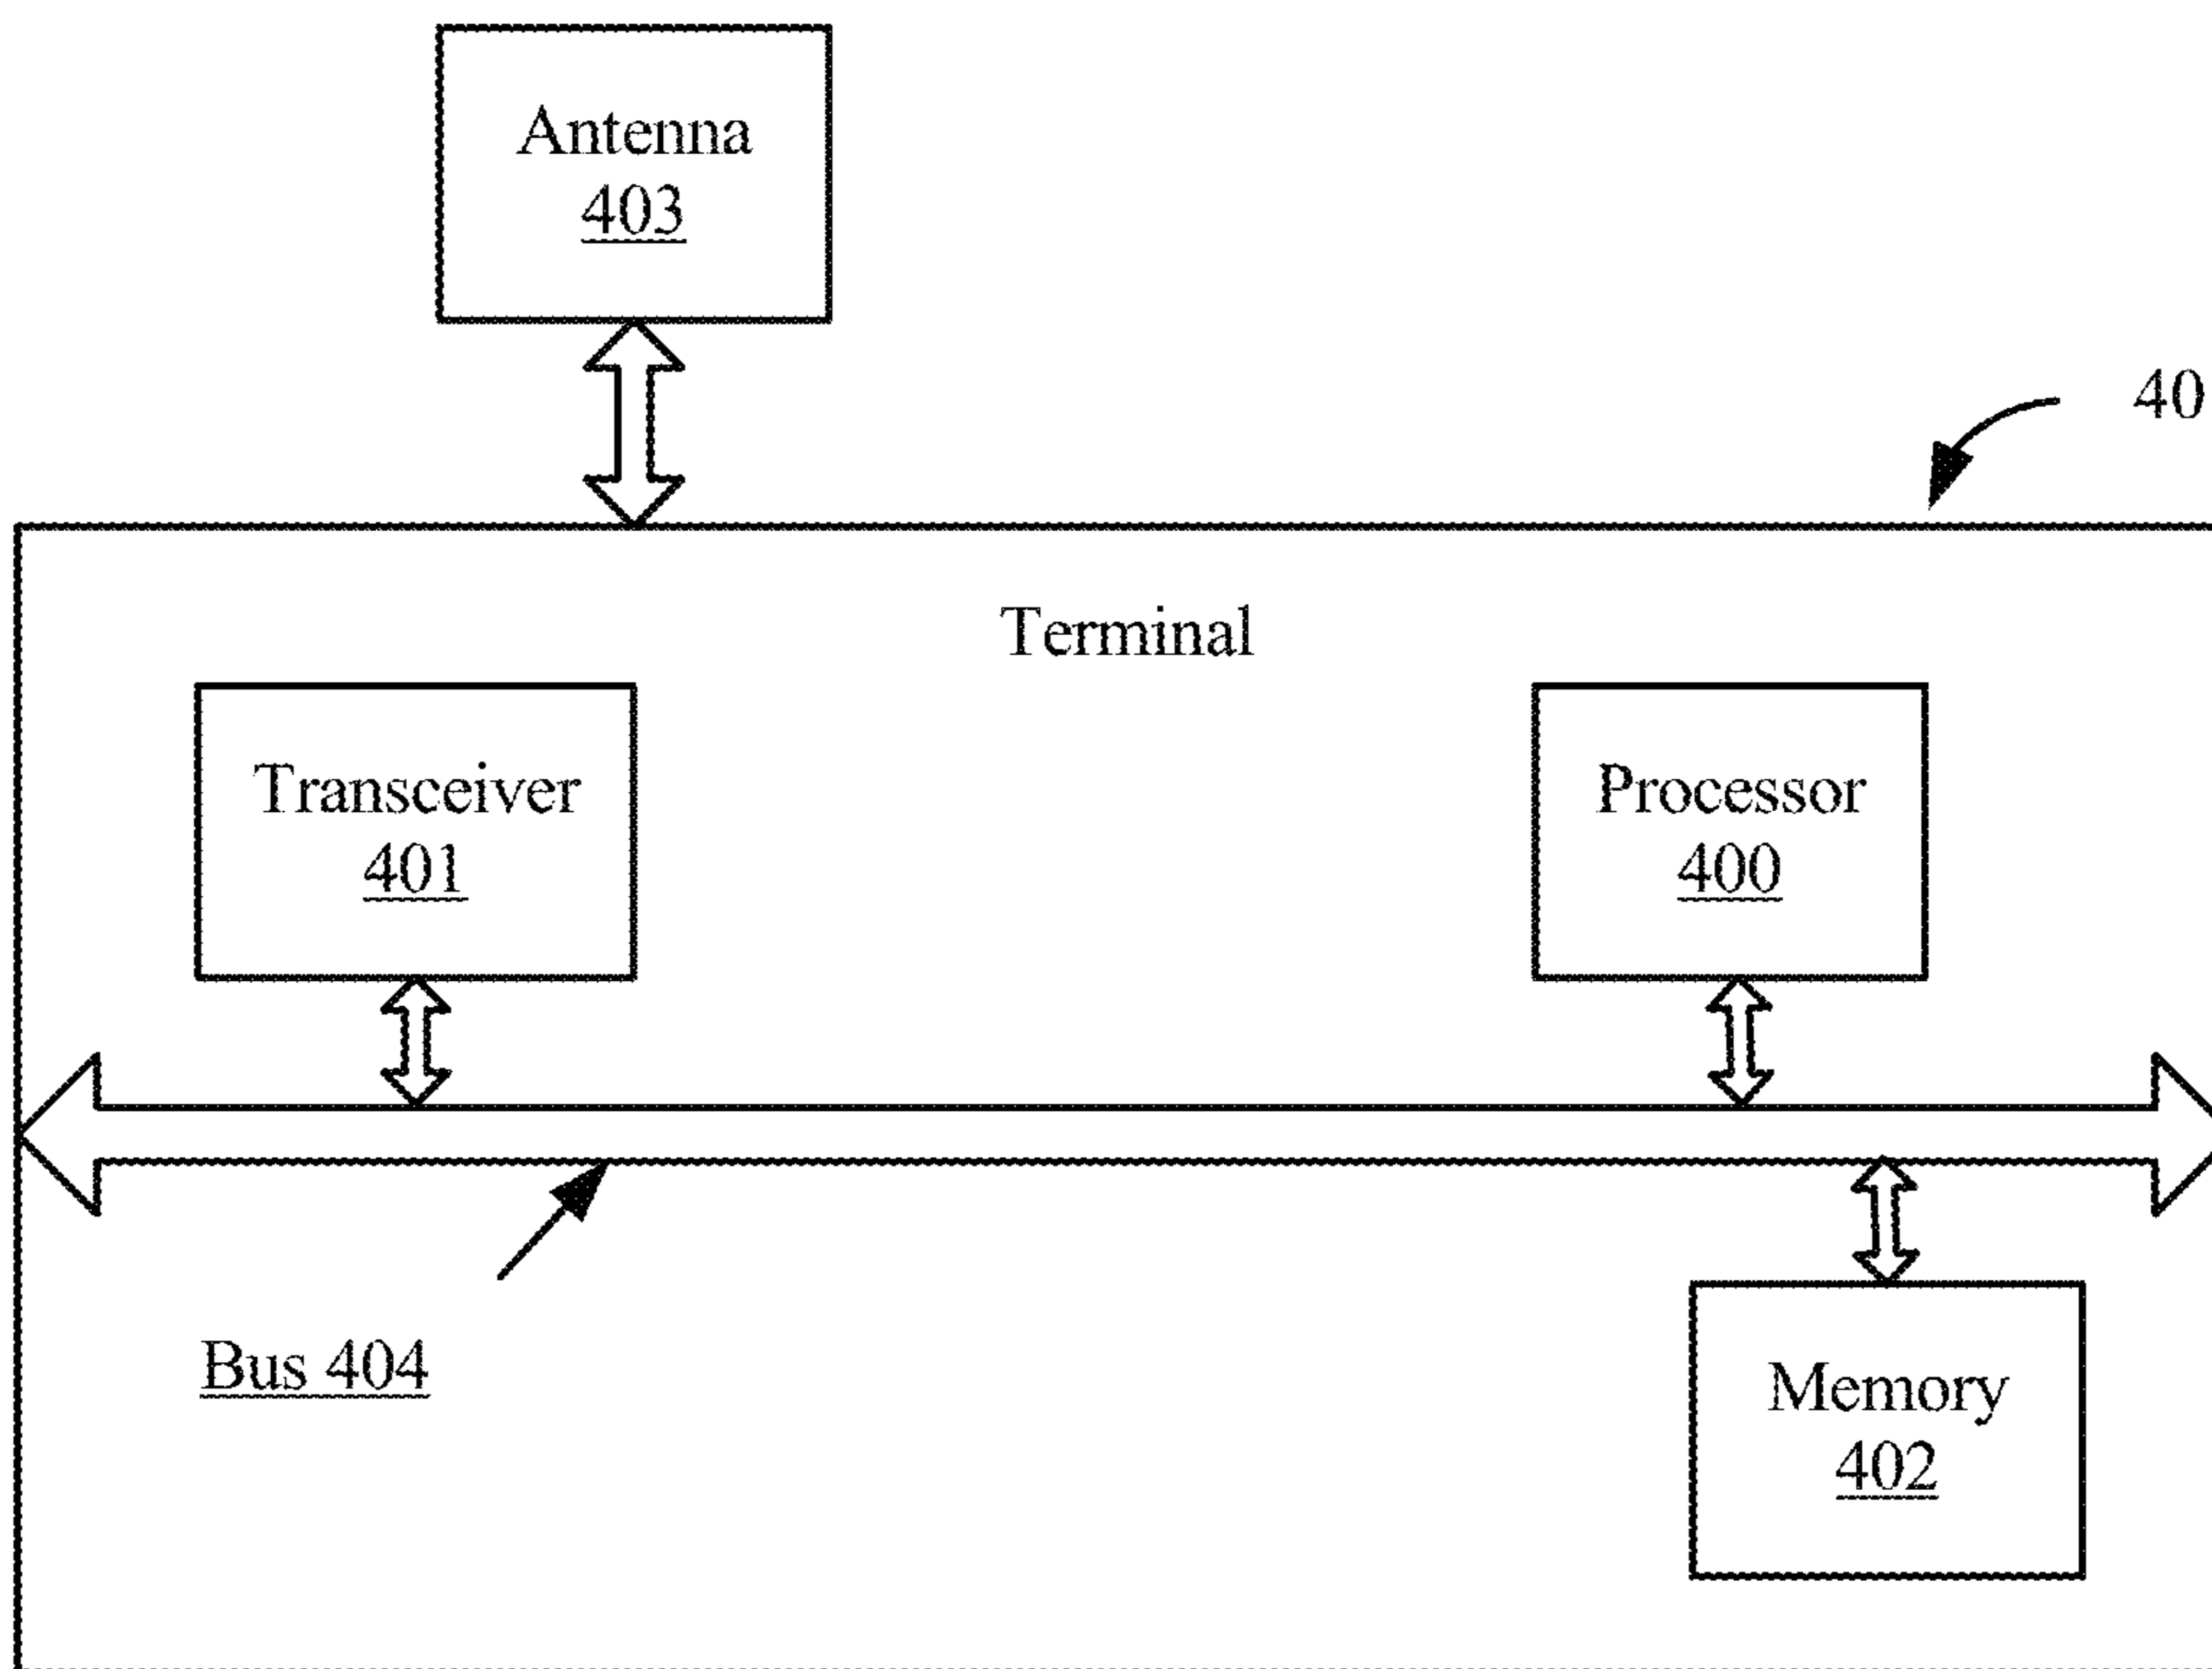 Antenna
403
40
Terminal
Transceiver
401
Processor
400
Bus 404
Memory
402